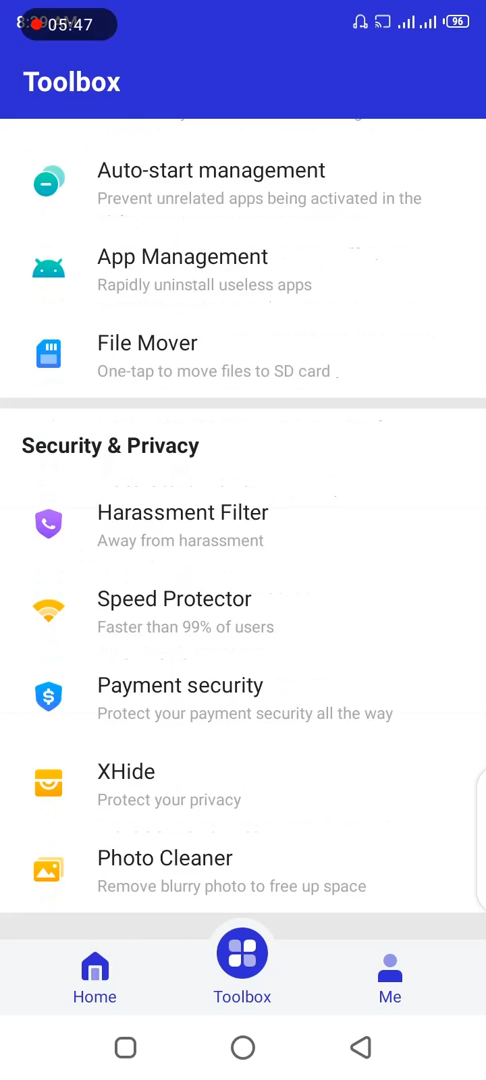 05:47
96
Toolbox
Auto-start management
Prevent unrelated apps being activated in the
App Management
Rapidly uninstall useless apps
File Mover
One-tap to move files to SD card
Security & Privacy
Harassment Filter
Away from harassment
Speed Protector
Faster than 99% of users
Payment security
Protect your payment security all the way
XHide
Protect your privacy
Photo Cleaner
Remove blurry photo to free up space
Home
Toolbox
Me